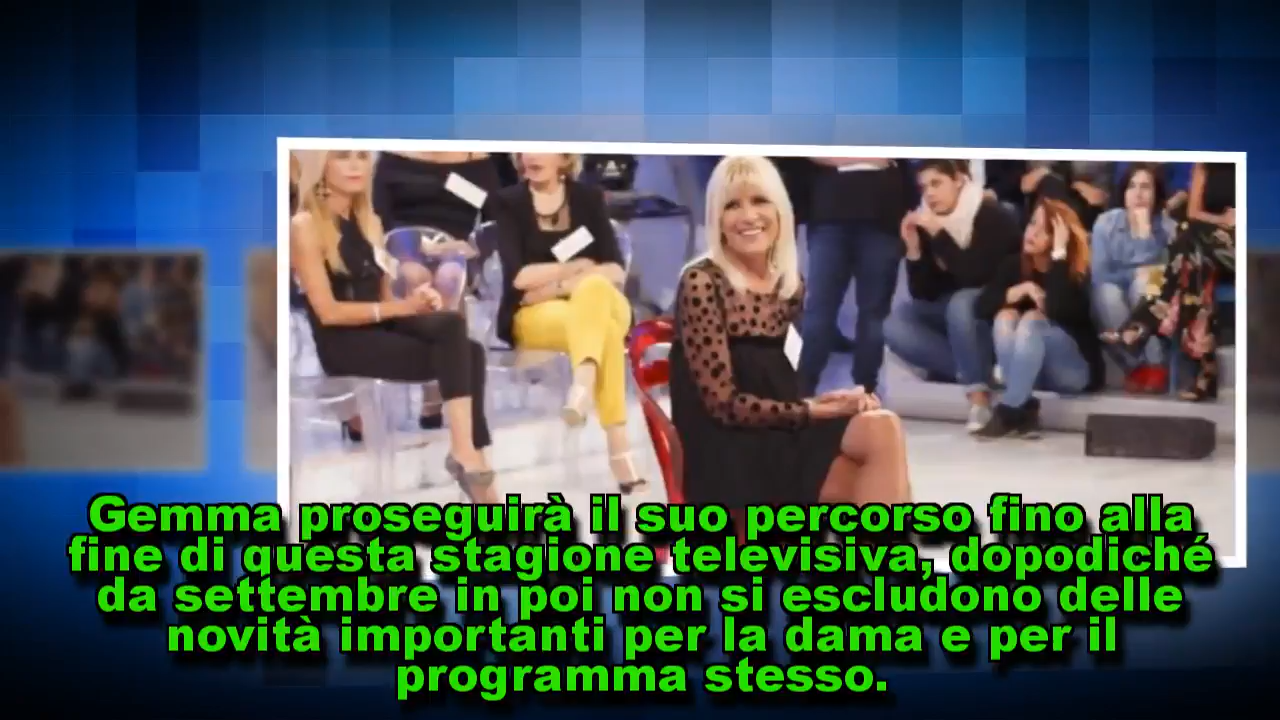 Gemma proseguirà il suo percorso fino alla
fine di questa stagione televisiva, dopodiché
da settembre in poi non si escludono delle
novità importanti per la dama e per il
programma stesso.